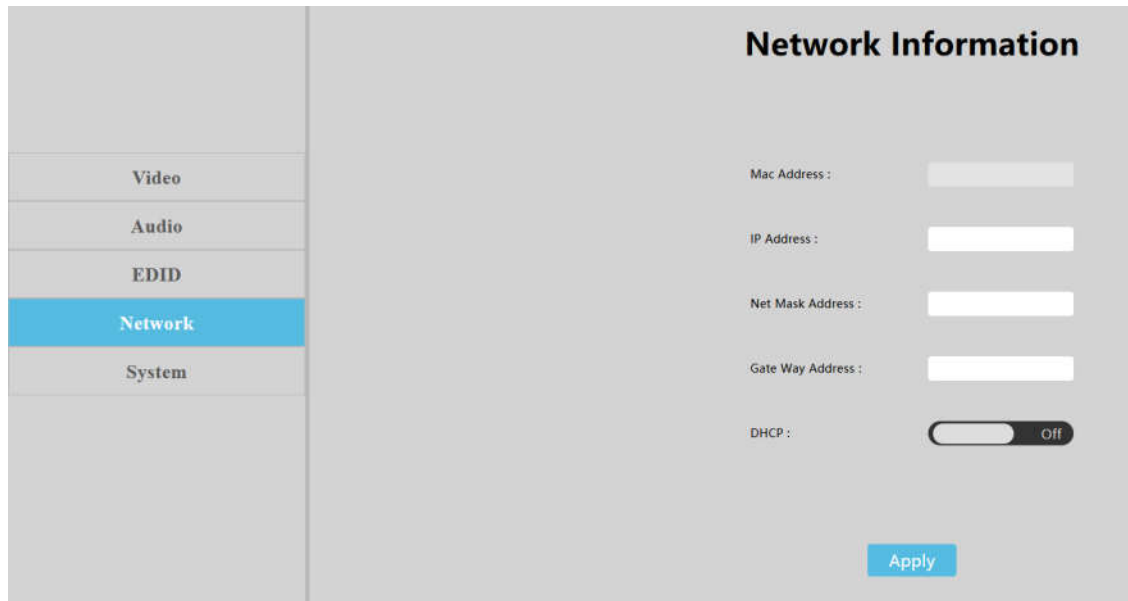 Network Information
Video
Audio
EDID
Network
System
Mac Address :
IP Address :
Net Mask Address :
Gate Way Address :
DHCP :
Off
Apply